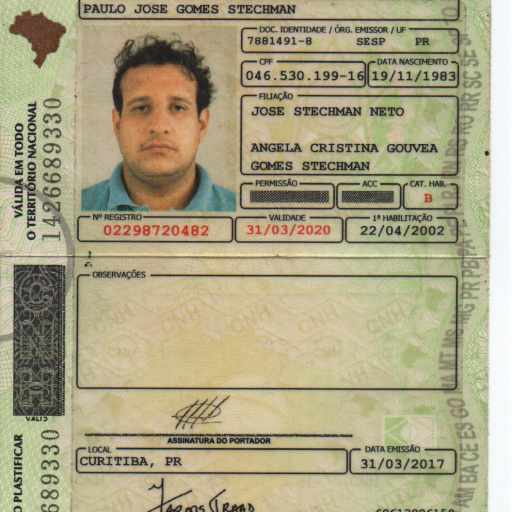 PAULO JOSE GOMES STECHMAN
DOC. IDENTIDADE / ÓRG. EMISSOR / UF
7881491-8 SESP PR
CPF
046.530.199-16
DATA NASCIMENTO
19/11/1983
FILIAÇÃO
JOSE STECHMAN NETO
ANGELA CRISTINA GOUVEA
GOMES STECHMAN
PERMISSÃO
ACC
CAT. HAB.
B
Nº REGISTRO
02298720482
VALIDADE
31/03/2020
1ª HABILITAÇÃO
22/04/2002
VÁLIDA EM TODO
O TERRITÓRIO NACIONAL
1426689330
OBSERVAÇÕES
ASSINATURA DO PORTADOR
LOCAL
CURITIBA, PR
DATA EMISSÃO
31/03/2017
PLASTIFICAR
689330